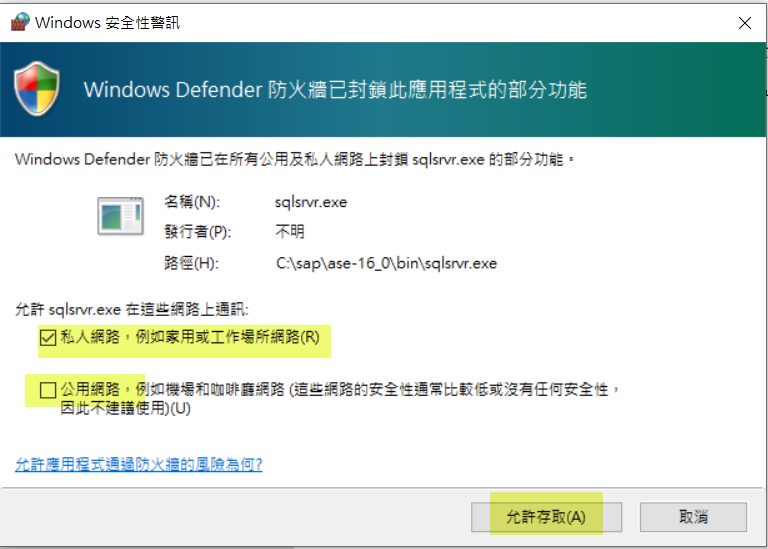 Windows 安全性警訊
Windows Defender 防火牆已封鎖此應用程式的部分功能
Windows Defender 防火牆已在所有公用及私人網路上封鎖 sqlsrvr.exe 的部分功能。
名稱(N): sqlsrvr.exe
發行者(P): 不明
路徑(H): C:\sap\ase-16_0\bin\sqlsrvr.exe
允許 sqlsrvr.exe 在這些網路上通訊:
私人網路，例如家用或工作場所網路(R)
公用網路，例如機場和咖啡廳網路 (這些網路的安全性通常比較低或沒有任何安全性，
因此不建議使用)(U)
允許應用程式通過防火牆的風險為何?
允許存取(A) 取消